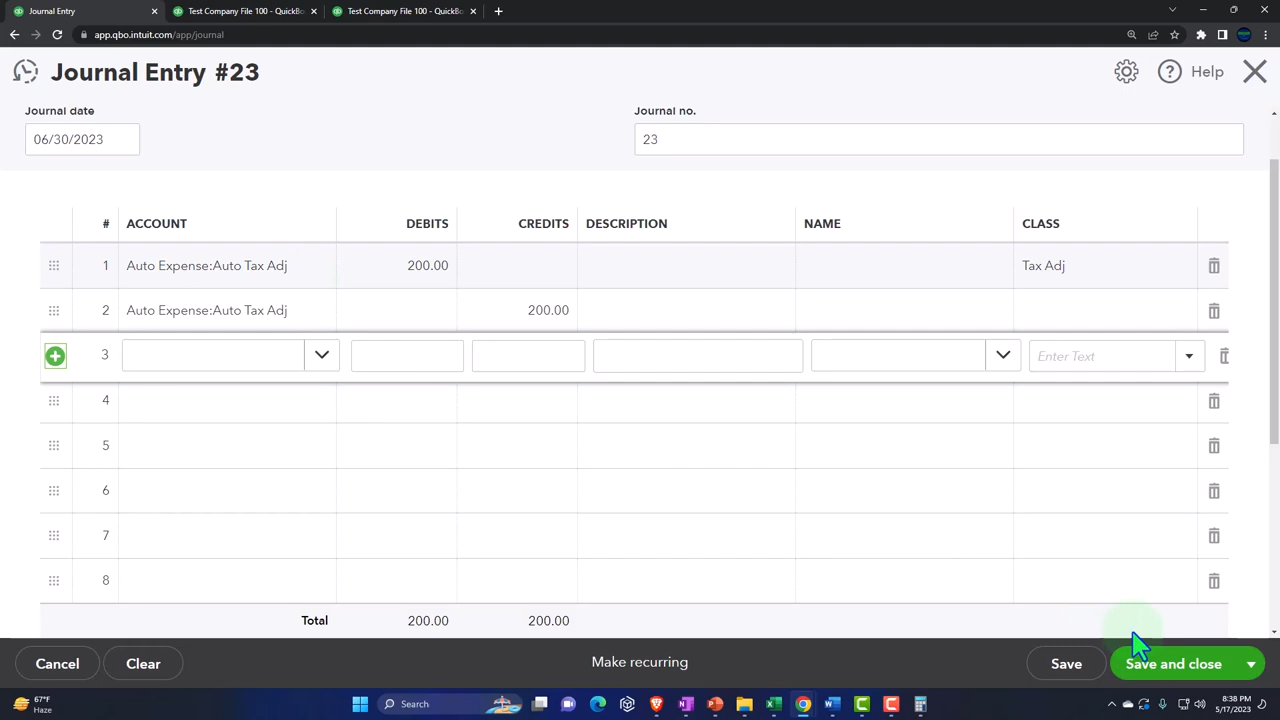 Journal Entry
Test Company File 100 - QuickBo
Test Company File 100 - QuickBo
app.qbo.intuit.com/app/journal
Journal Entry #23
Help
Journal date
Journal no.
06/30/2023
23
# ACCOUNT DEBITS CREDITS DESCRIPTION NAME CLASS
1 Auto Expense:Auto Tax Adj 200.00 Tax Adj
2 Auto Expense:Auto Tax Adj 200.00
3 Enter Text
4
5
6
7
8
Total 200.00 200.00
Cancel Clear Make recurring Save Save and close
67°F
Haze
Search
8:38 PM
5/17/2023